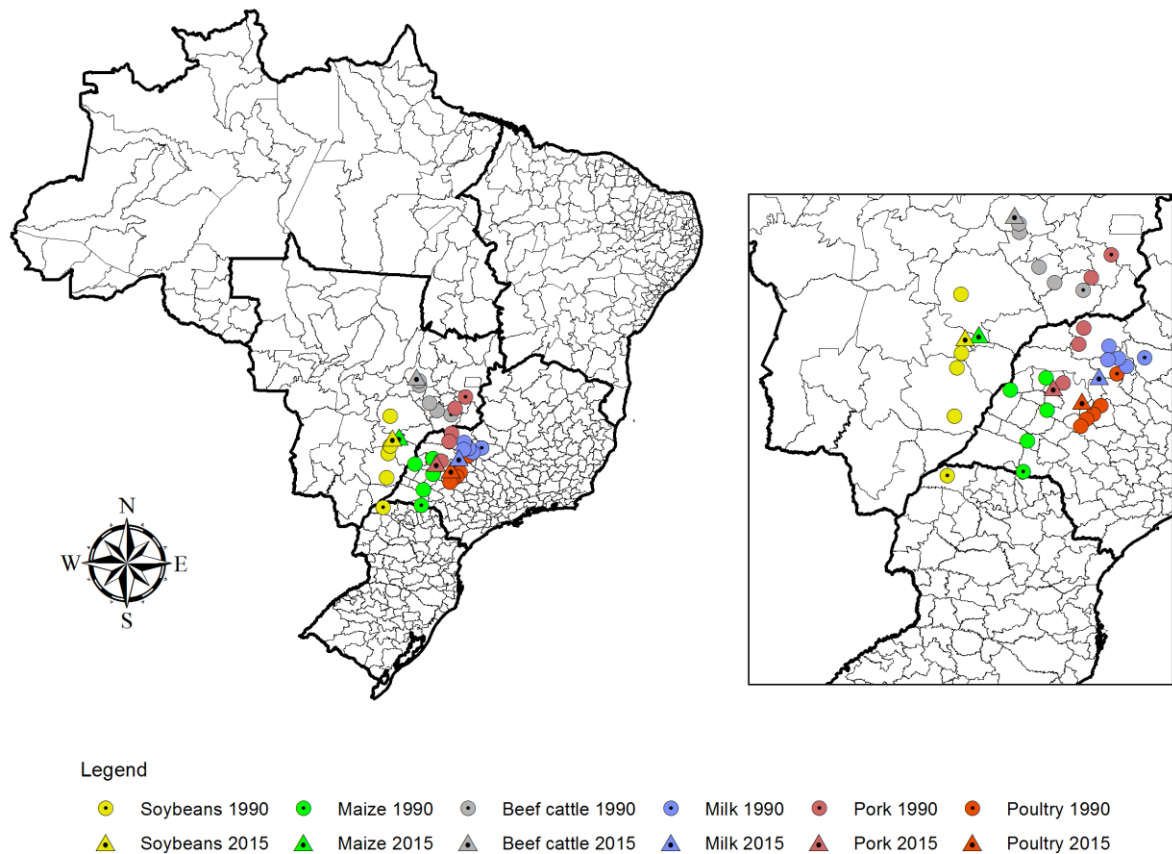 N
W E
S
Legend
Soybeans 1990 Maize 1990 Beef cattle 1990 Milk 1990 Pork 1990 Poultry 1990
Soybeans 2015 Maize 2015 Beef cattle 2015 Milk 2015 Pork 2015 Poultry 2015